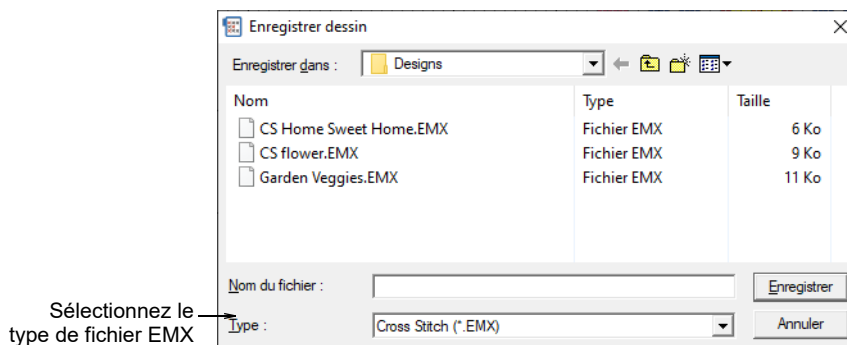 Enregistrer dessin
Enregistrer dans : Designs
Nom Type Taille
CS Home Sweet Home.EMX Fichier EMX 6 Ko
CS flower.EMX Fichier EMX 9 Ko
Garden Veggies.EMX Fichier EMX 11 Ko
Nom du fichier : Enregistrer
Sélectionnez le
type de fichier EMX
Type : Cross Stitch (*.EMX) Annuler